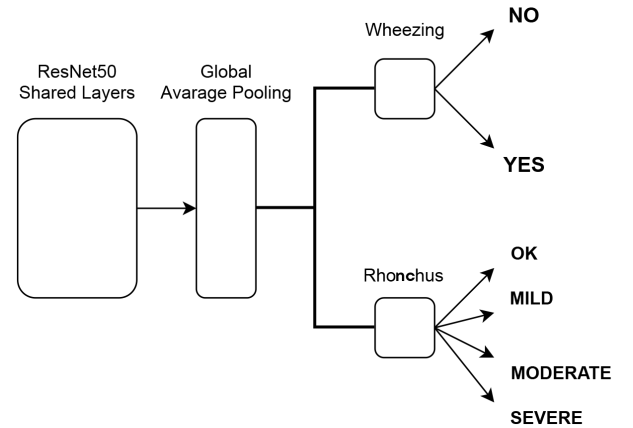 ResNet50
Shared Layers
Global
Avarage Pooling
Wheezing
NO
YES
Rhonchus
OK
MILD
MODERATE
SEVERE